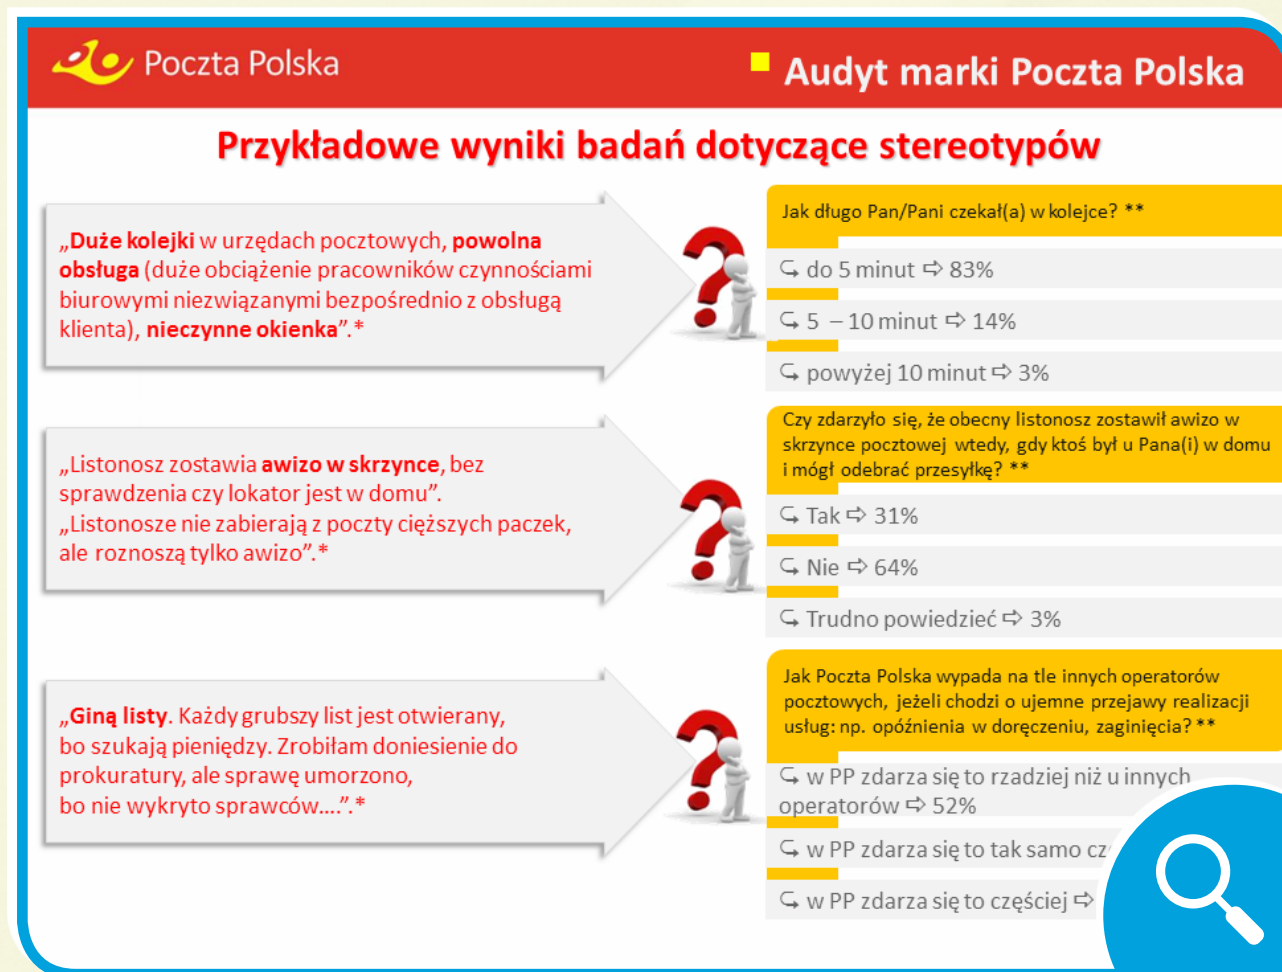 Poczta Polska
Audyt marki Poczta Polska
Przykładowe wyniki badań dotyczące stereotypów
„Duże kolejki w urzędach pocztowych, powolna
obsługa (duże obciążenie pracowników czynnościami
biurowymi niezwiązanymi bezpośrednio z obsługą
klienta), nieczynne okienka”.*
Jak długo Pan/Pani czekał(a) w kolejce? **
⮎ do 5 minut ⇨ 83%
⮎ 5 – 10 minut ⇨ 14%
⮎ powyżej 10 minut ⇨ 3%
„Listonosz zostawia awizo w skrzynce, bez
sprawdzenia czy lokator jest w domu”.
„Listonosze nie zabierają z poczty cięższych paczek,
ale roznoszą tylko awizo”.*
Czy zdarzyło się, że obecny listonosz zostawił awizo w
skrzynce pocztowej wtedy, gdy ktoś był u Pana(i) w domu
i mógł odebrać przesyłkę? **
⮎ Tak ⇨ 31%
⮎ Nie ⇨ 64%
⮎ Trudno powiedzieć ⇨ 3%
„Giną listy. Każdy grubszy list jest otwierany,
bo szukają pieniędzy. Zrobiłam doniesienie do
prokuratury, ale sprawę umorzono,
bo nie wykryto sprawców....”.*
Jak Poczta Polska wypada na tle innych operatorów
pocztowych, jeżeli chodzi o ujemne przejawy realizacji
usług: np. opóźnienia w doręczeniu, zaginięcia? **
⮎ w PP zdarza się to rzadziej niż u innych
operatorów ⇨ 52%
⮎ w PP zdarza się to tak samo
⮎ w PP zdarza się to częściej ⇨